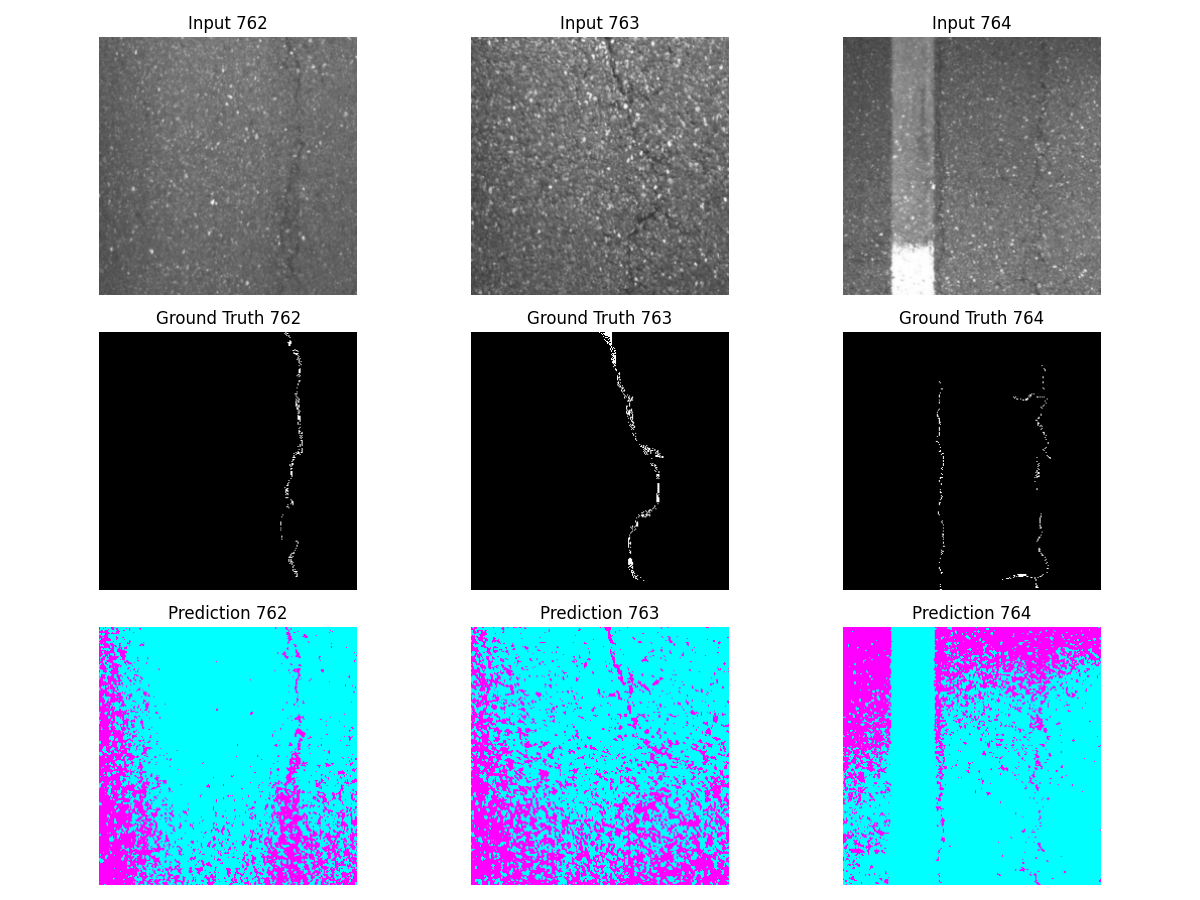 Input 762
Input 763
Input 764
Ground Truth 762
Ground Truth 763
Ground Truth 764
Prediction 762
Prediction 763
Prediction 764